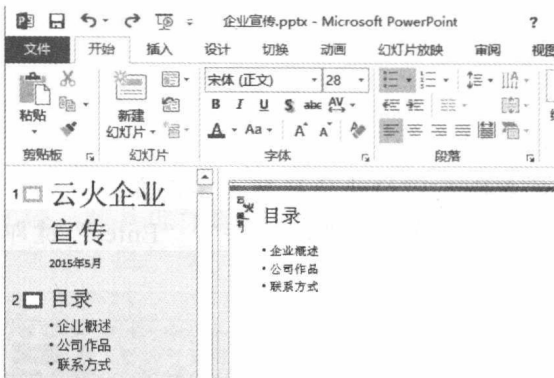 企业宣传.pptx - Microsoft PowerPoint ?
文件 开始 插入 设计 切换 动画 幻灯片放映 审阅 视图
宋体 (正文) 28
粘贴 新建
幻灯片
B I U S abc AV
A Aa A A
剪贴板 幻灯片 字体 段落
1 云火企业
宣传
2015年5月
2 目录
• 企业概述
• 公司作品
• 联系方式
目录
• 企业概述
• 公司作品
• 联系方式